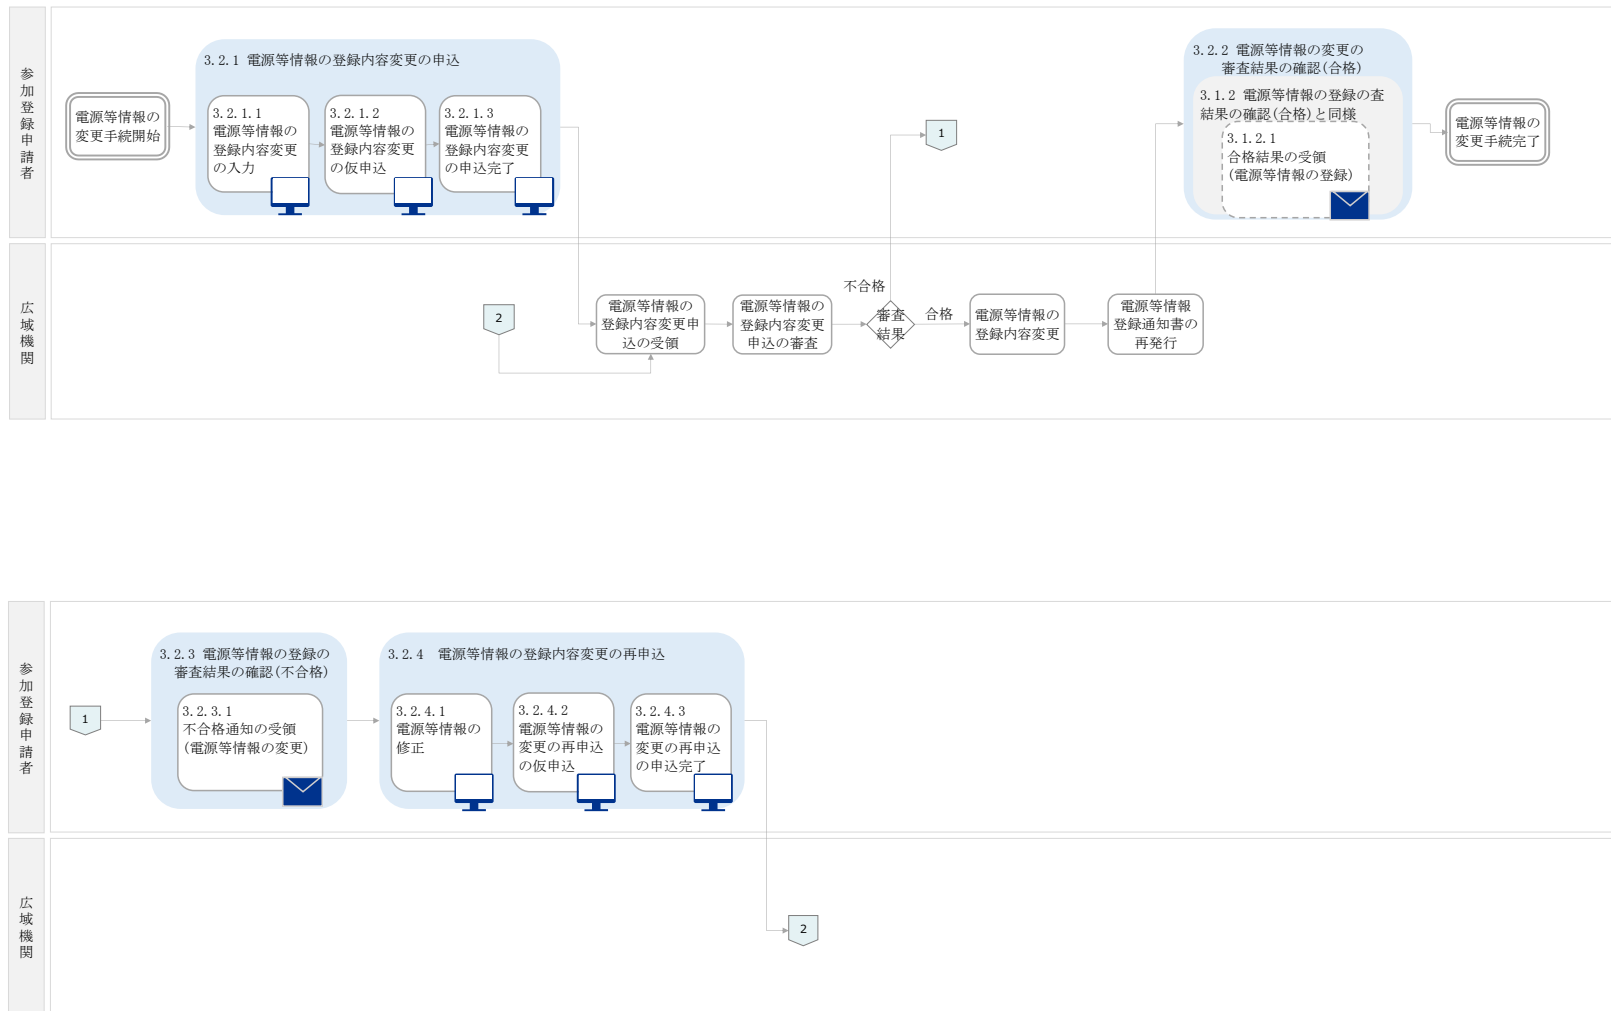 参加登録申請者
電源等情報の
変更手続開始
3.2.1 電源等情報の登録内容変更の申込
3.2.1.1
電源等情報の
登録内容変更
の入力
3.2.1.2
電源等情報の
登録内容変更
の仮申込
3.2.1.3
電源等情報の
登録内容変更
の申込完了
1
3.2.2 電源等情報の変更の
審査結果の確認(合格)
3.1.2 電源等情報の登録の査
結果の確認(合格)と同様
3.1.2.1
合格結果の受領
(電源等情報の登録)
電源等情報の
変更手続完了
広域機関
2
電源等情報の
登録内容変更申
込の受領
電源等情報の
登録内容変更
申込の審査
不合格
審査
結果
合格
電源等情報の
登録内容変更
電源等情報
登録通知書の
再発行
参加登録申請者
1
3.2.3 電源等情報の登録の
審査結果の確認(不合格)
3.2.3.1
不合格通知の受領
(電源等情報の変更)
3.2.4 電源等情報の登録内容変更の再申込
3.2.4.1
電源等情報の
修正
3.2.4.2
電源等情報の
変更の再申込
の仮申込
3.2.4.3
電源等情報の
変更の再申込
の申込完了
広域機関
2